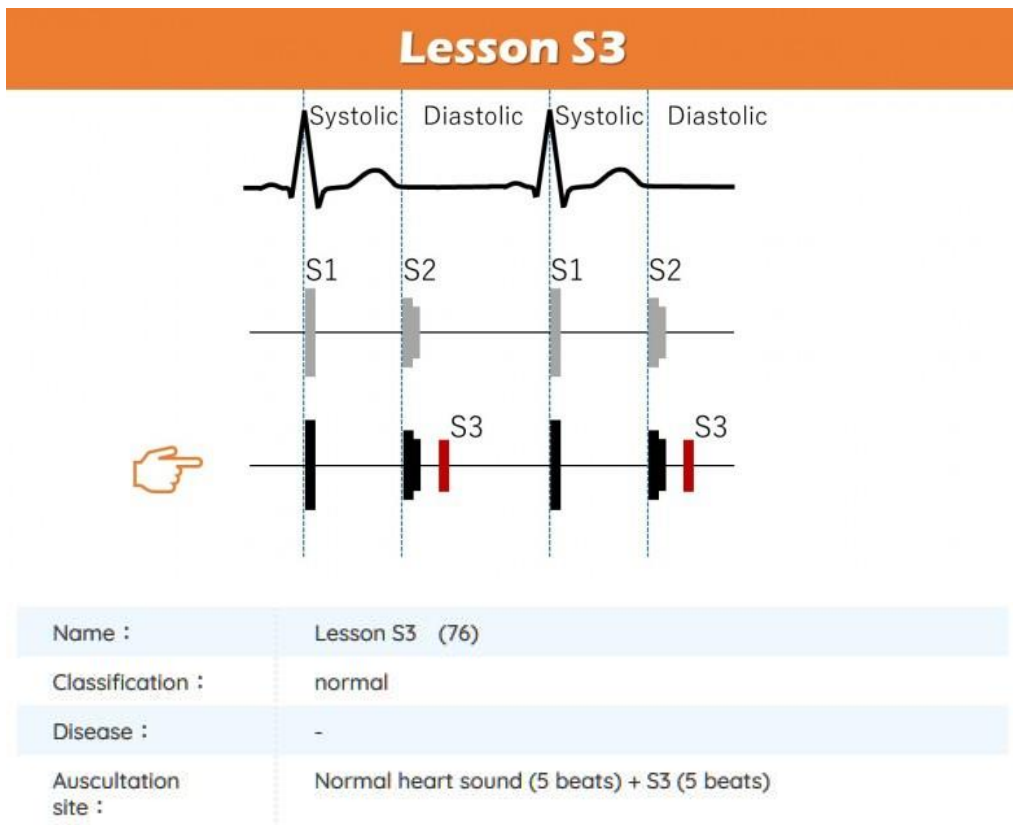 Lesson S3
Systolic Diastolic Systolic Diastolic
S1 S2 S1 S2
S3 S3
Name： Lesson S3 (76)
Classification： normal
Disease： -
Auscultation site： Normal heart sound (5 beats) + S3 (5 beats)